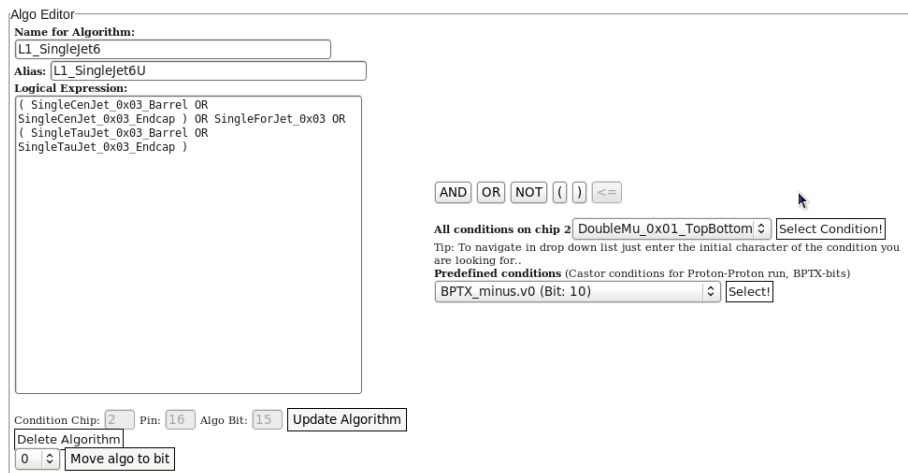 Algo Editor
Name for Algorithm:
L1_SingleJet6
Alias: L1_SingleJet6U
Logical Expression:
( SingleCenJet_0x03_Barrel OR
SingleCenJet_0x03_Endcap ) OR SingleForJet_0x03 OR
( SingleTauJet_0x03_Barrel OR
SingleTauJet_0x03_Endcap )
AND OR NOT ( ) <=
All conditions on chip 2 DoubleMu_0x01_TopBottom Select Condition!
Tip: To navigate in drop down list just enter the initial character of the condition you
are looking for..
Predefined conditions (Castor conditions for Proton-Proton run, BPTX-bits)
BPTX_minus.v0 (Bit: 10) Select!
Condition Chip: 2 Pin: 16 Algo Bit: 15 Update Algorithm
Delete Algorithm
0 Move algo to bit